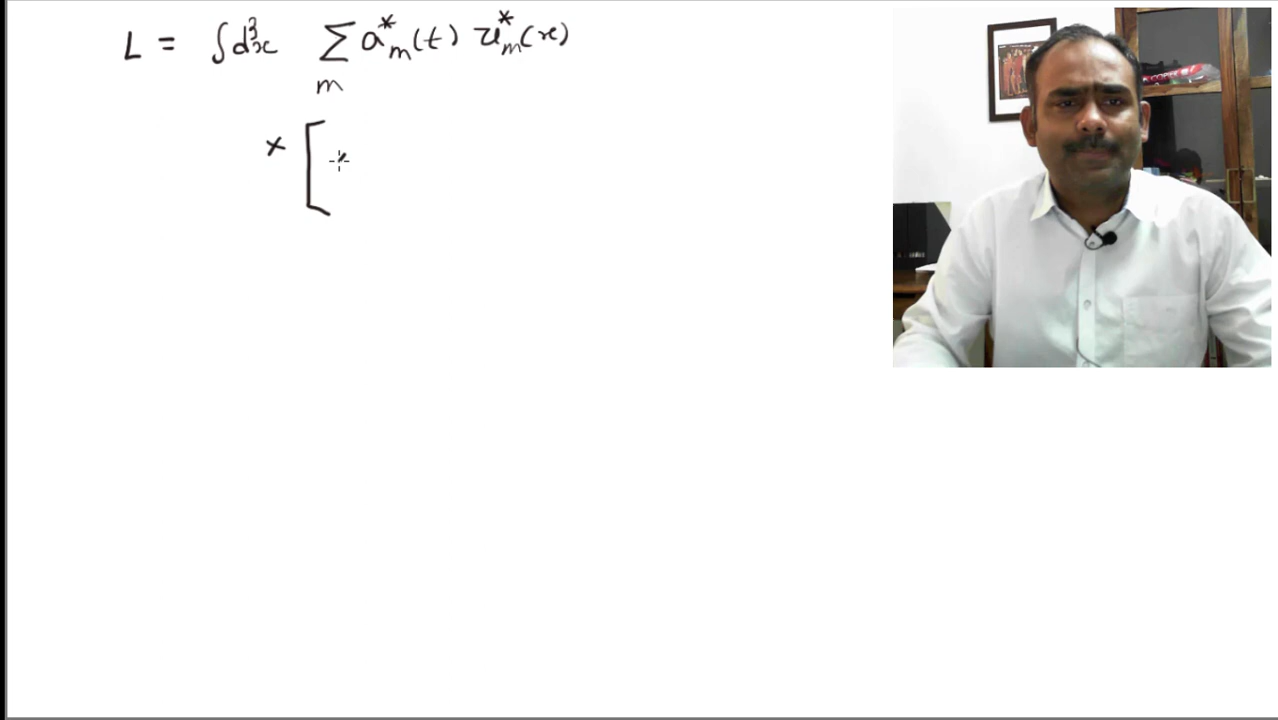 L = ∫d³x Σ a*ₘ(t) u*ₘ(x)
m
× [